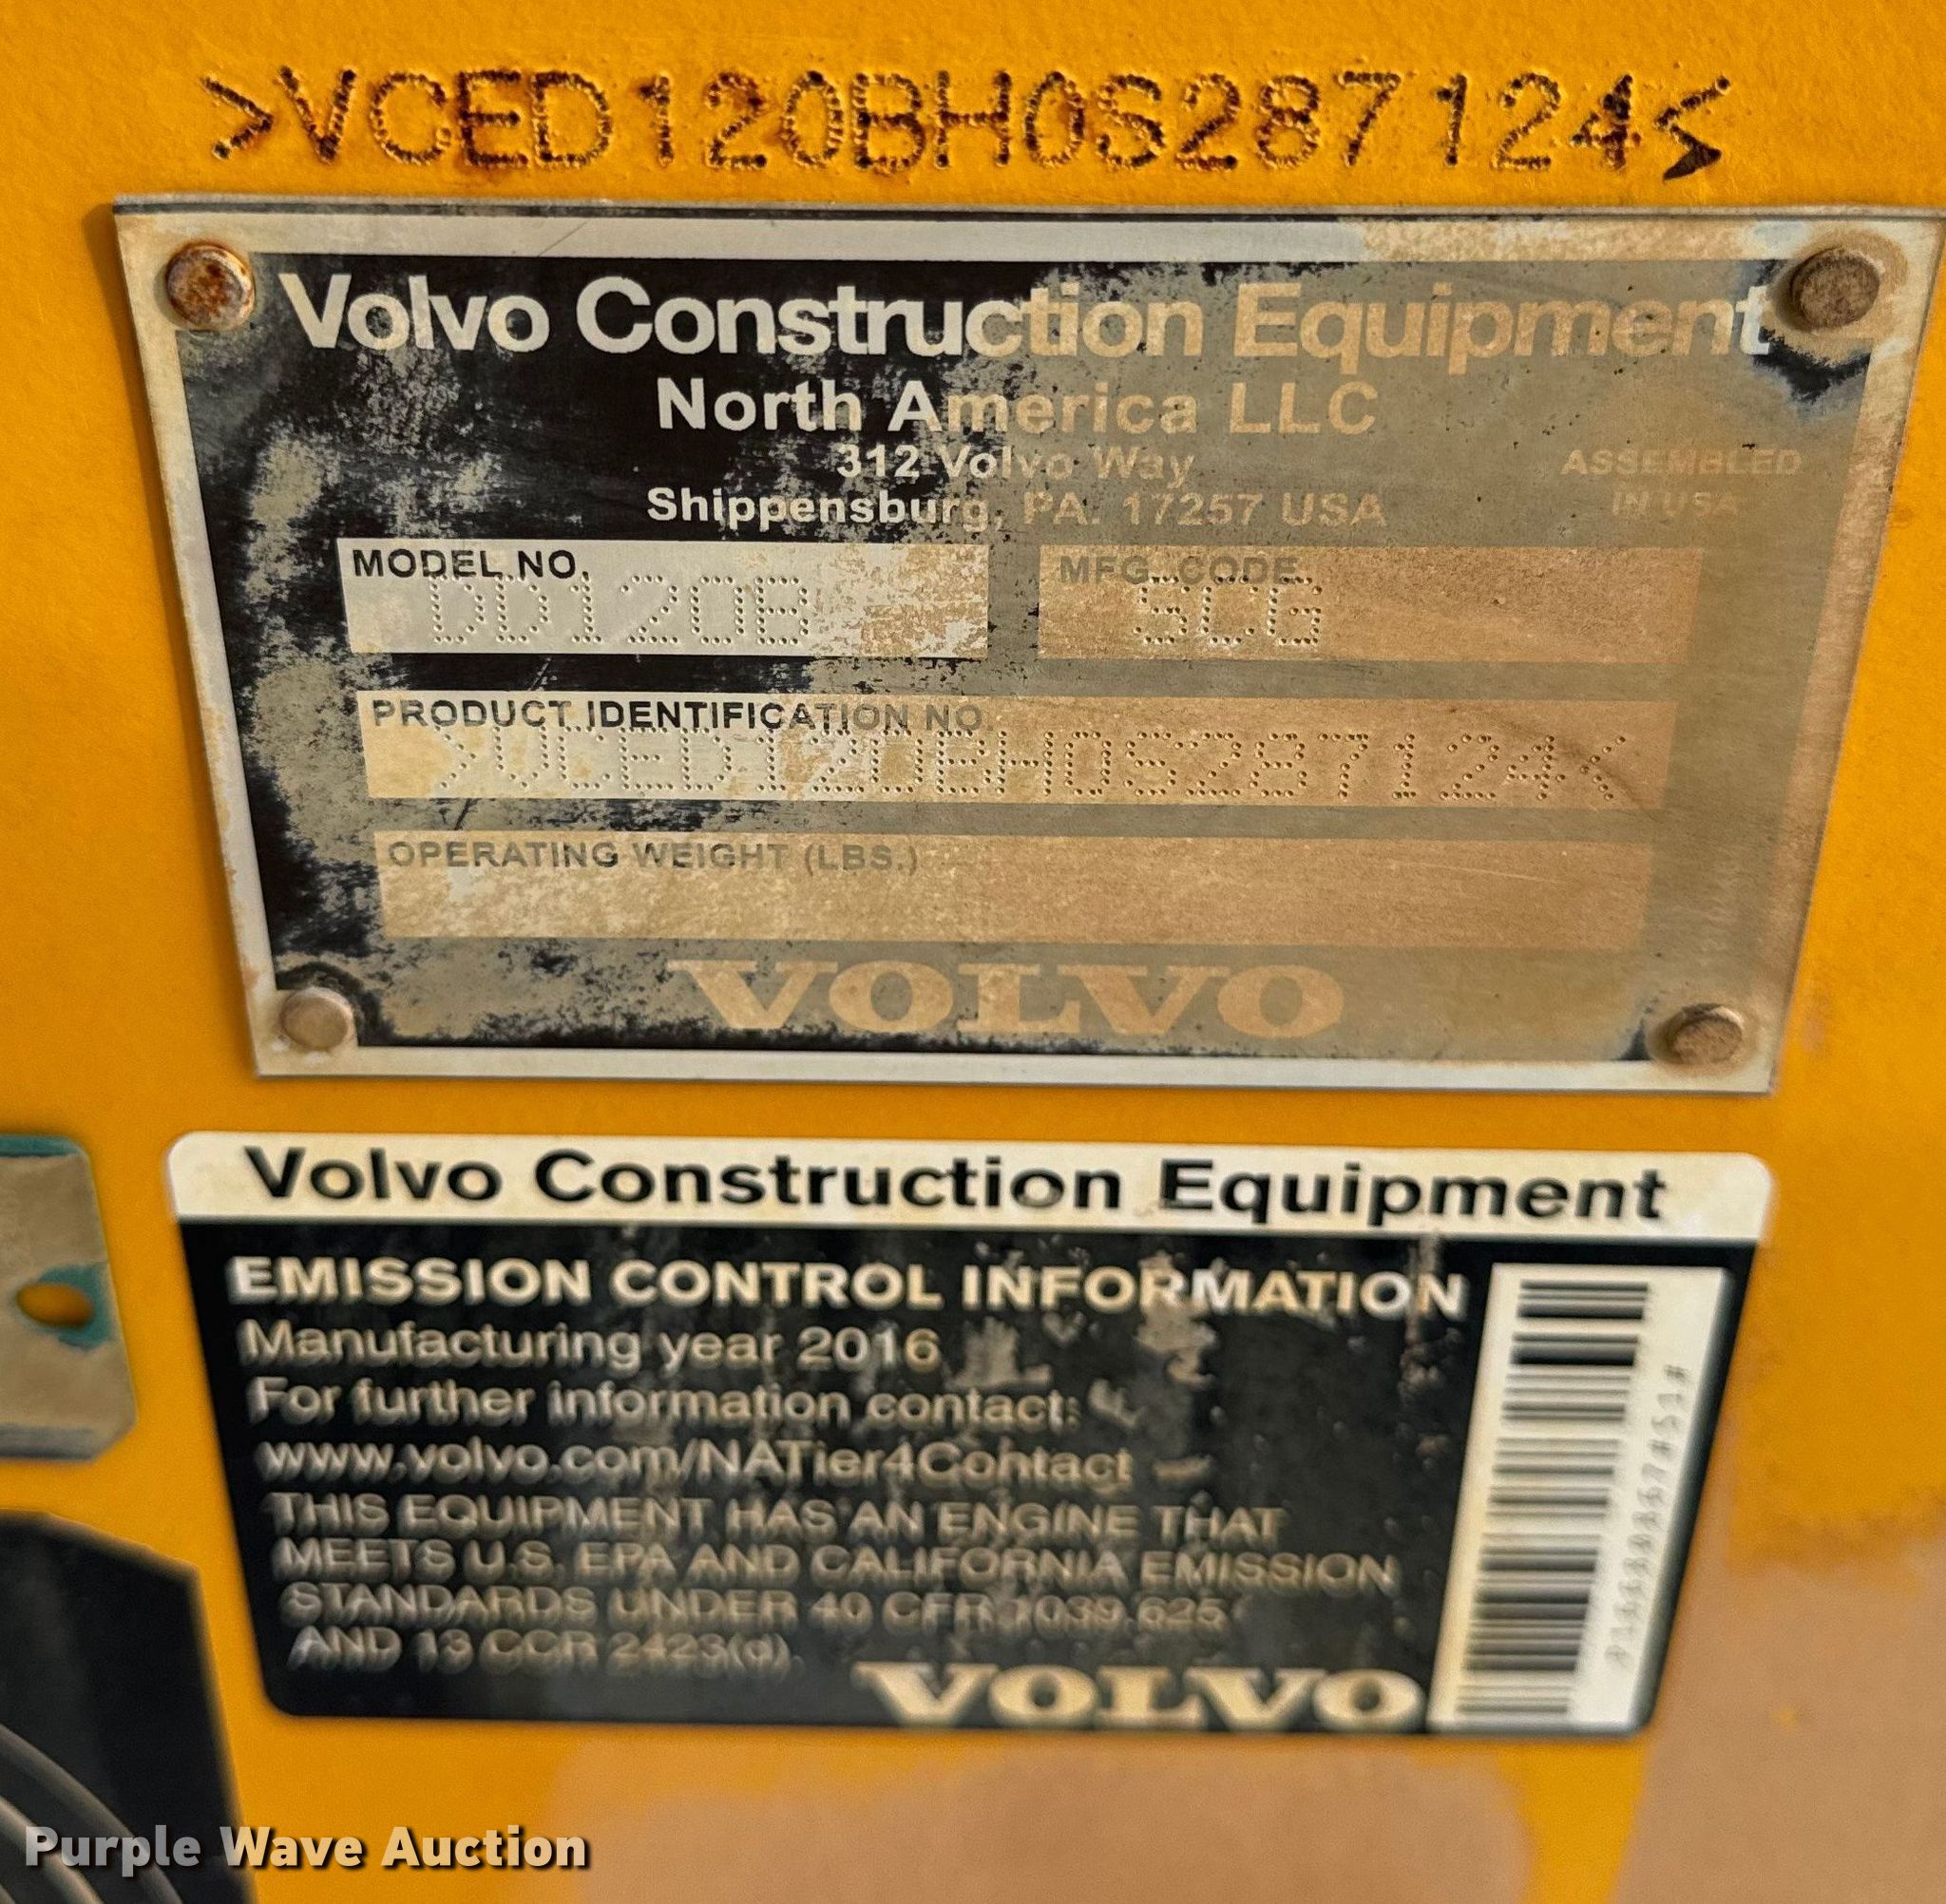 >VCED120BH0S287124<
Volvo Construction Equipment
North America LLC
312 Volvo Way
Shippensburg, PA. 17257 USA
ASSEMBLED
IN USA
MODEL NO.
DD120B
MFG. CODE
SCG
PRODUCT IDENTIFICATION NO.
>VCED120BH0S287124<
OPERATING WEIGHT (LBS.)
VOLVO
Volvo Construction Equipment
EMISSION CONTROL INFORMATION
Manufacturing year 2016
For further information contact:
www.volvo.com/NATier4Contact
THIS EQUIPMENT HAS AN ENGINE THAT
MEETS U.S. EPA AND CALIFORNIA EMISSION
STANDARDS UNDER 40 CFR 1039.625
AND 13 CCR 2423(d).
VOLVO
Purple Wave Auction